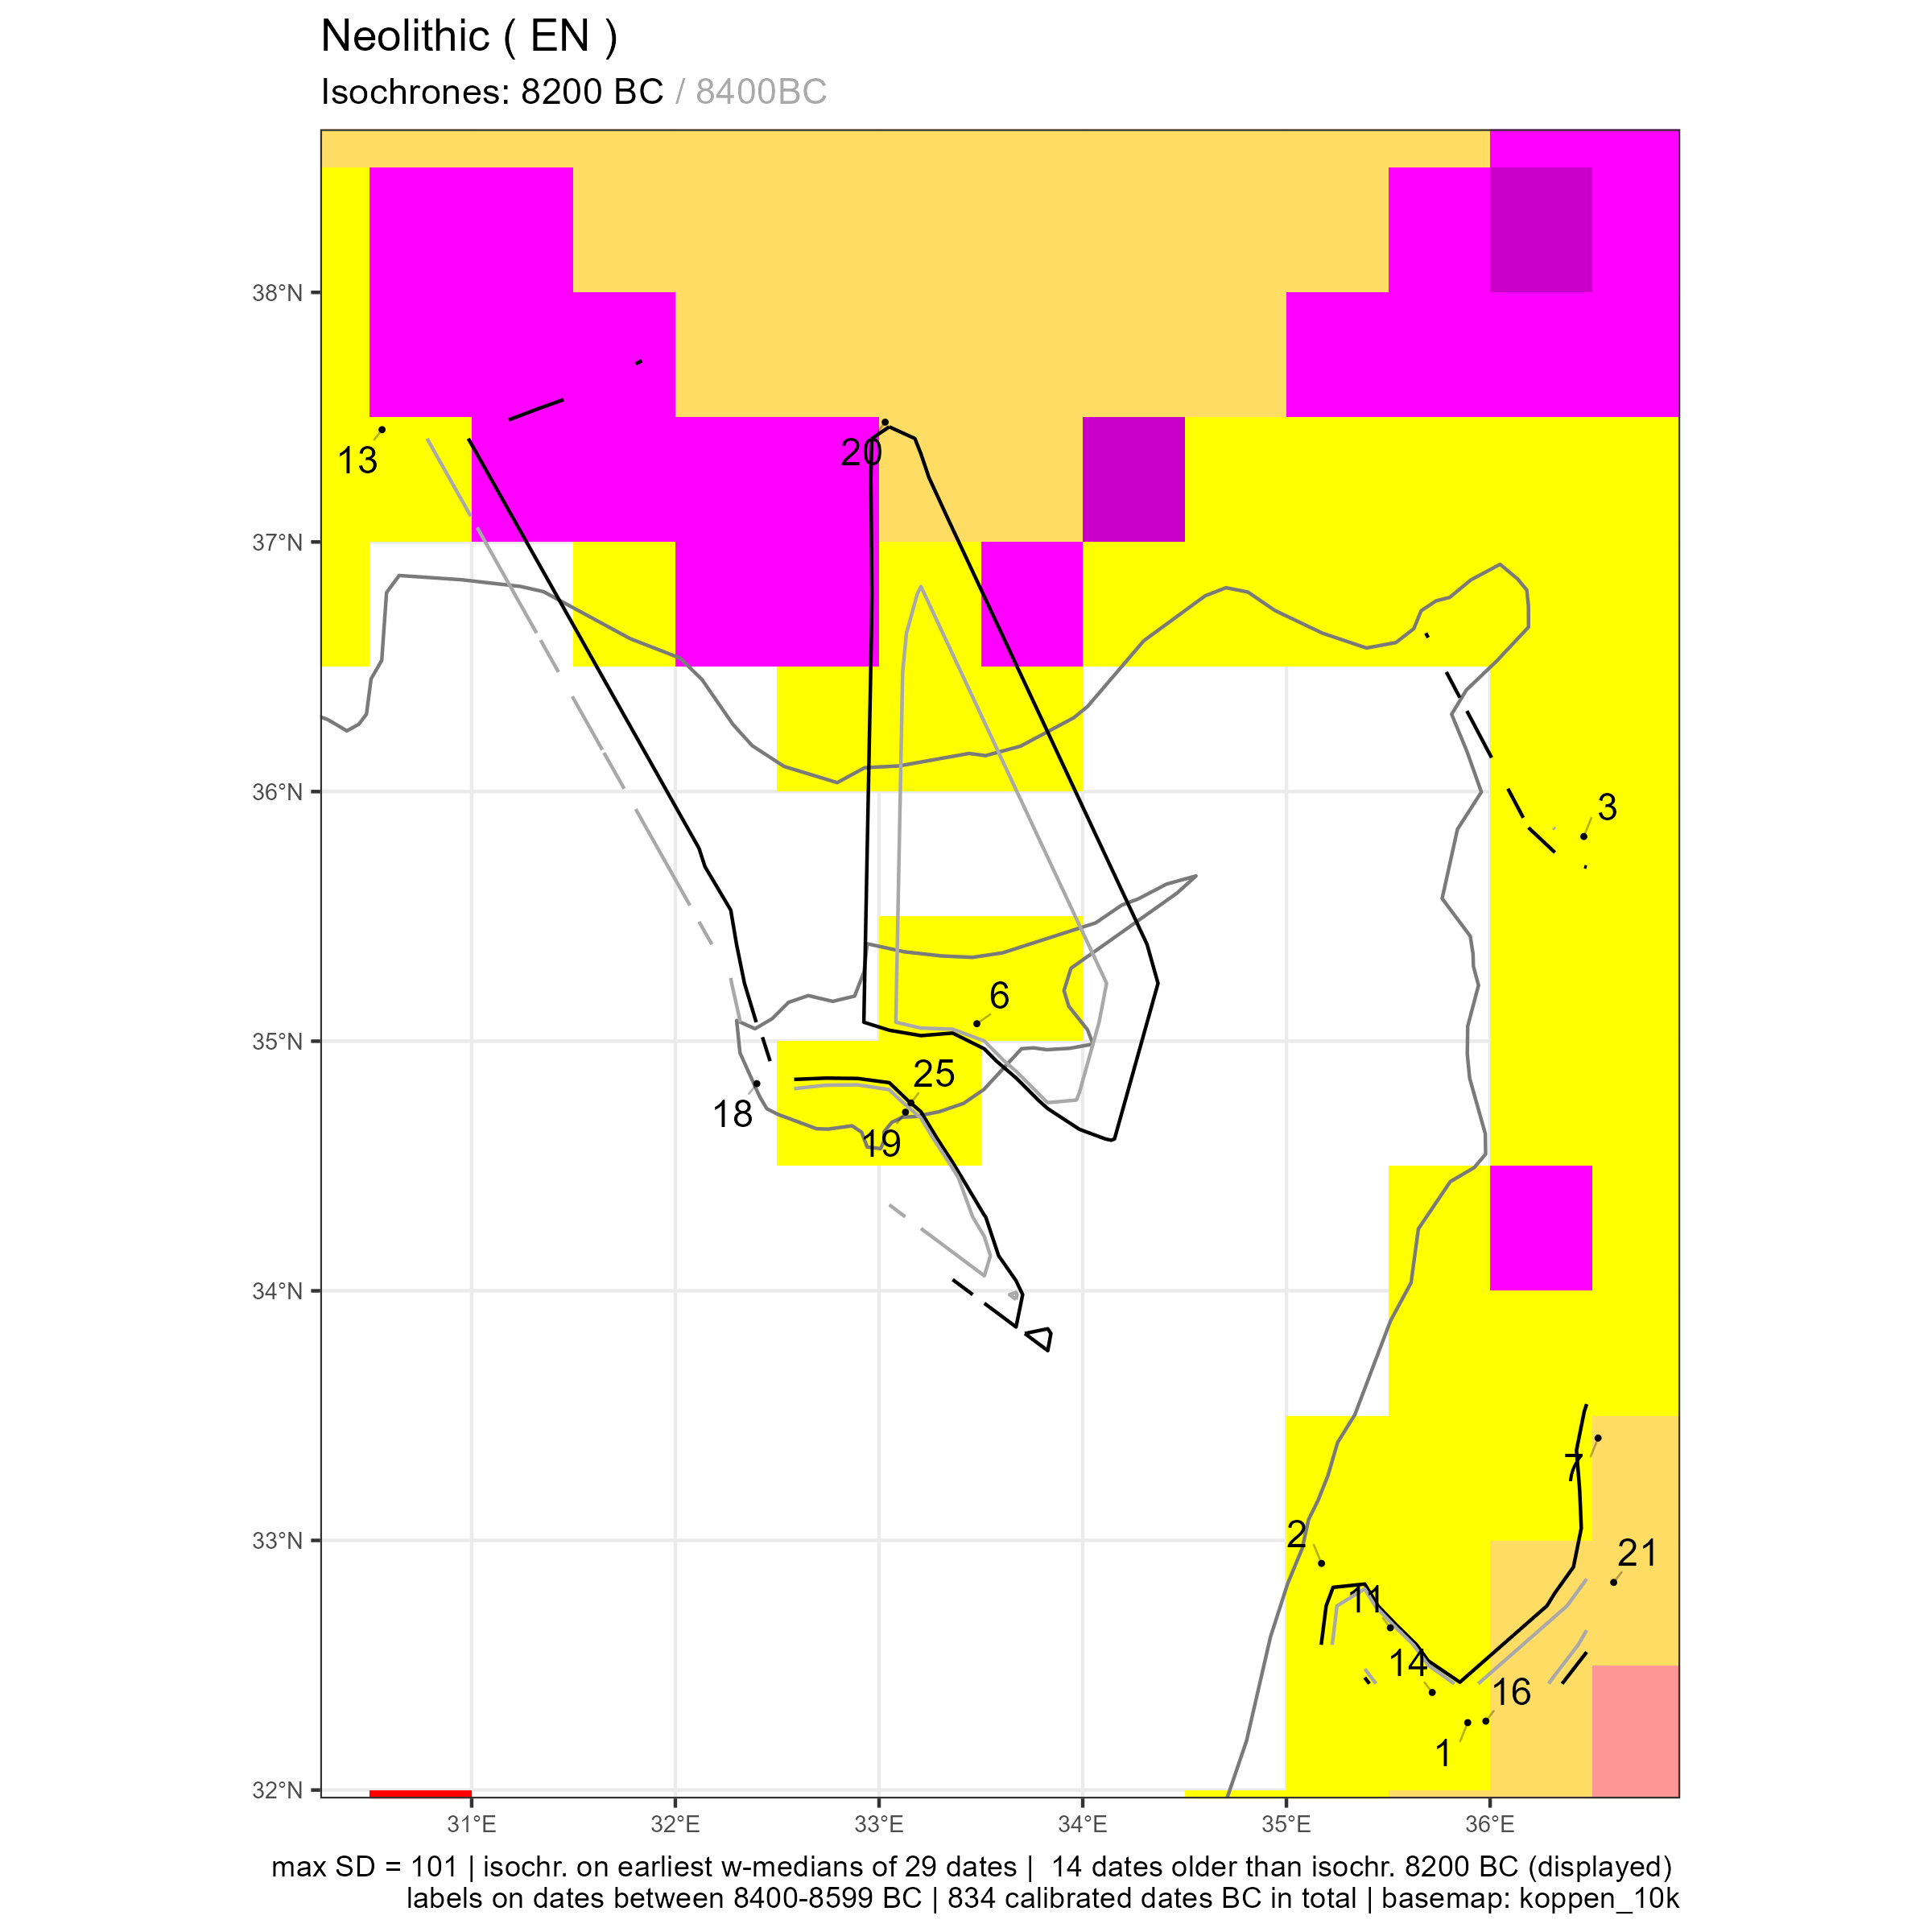 Neolithic ( EN )
Isochrones: 8200 BC / 8400BC
38°N
37°N
36°N
35°N
34°N
33°N
32°N
13
20
3
6
25
18
19
7
2
21
11
14
16
1
31°E 32°E 33°E 34°E 35°E 36°E
max SD = 101 | isochr. on earliest w-medians of 29 dates | 14 dates older than isochr. 8200 BC (displayed)
labels on dates between 8400-8599 BC | 834 calibrated dates BC in total | basemap: koppen_10k